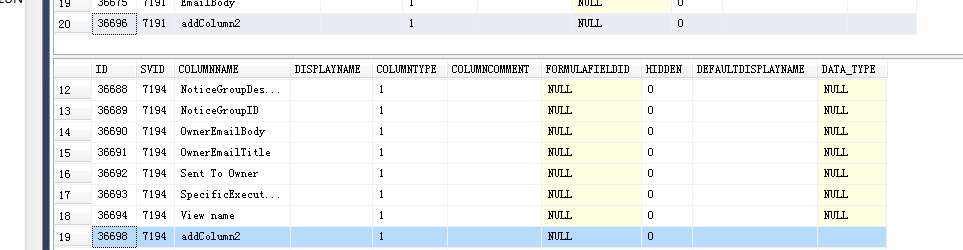 19 36675 7191 EmailBody 1 NULL 0
20 36696 7191 addColumn2 1 NULL 0
ID SVID COLUMNNAME DISPLAYNAME COLUMNTYPE COLUMNCOMMENT FORMULAFIELDID HIDDEN DEFAULTDISPLAYNAME DATA_TYPE
12 36688 7194 NoticeGroupDes... 1 NULL 0 NULL
13 36689 7194 NoticeGroupID 1 NULL 0 NULL
14 36690 7194 OwnerEmailBody 1 NULL 0 NULL
15 36691 7194 OwnerEmailTitle 1 NULL 0 NULL
16 36692 7194 Sent To Owner 1 NULL 0 NULL
17 36693 7194 SpecificExecut... 1 NULL 0 NULL
18 36694 7194 View name 1 NULL 0 NULL
19 36698 7194 addColumn2 1 NULL 0 NULL